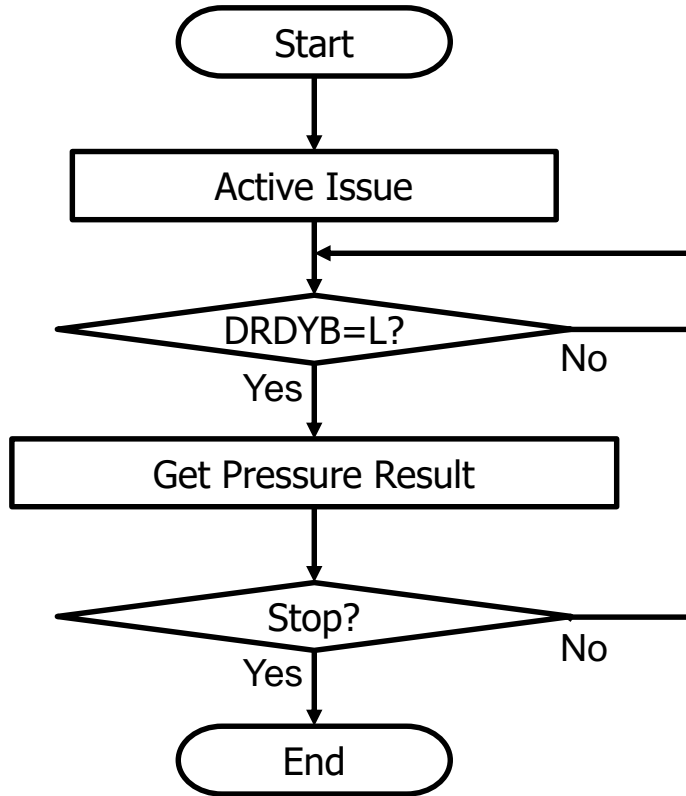 Start
Active Issue
DRDYB=L?
No
Yes
Get Pressure Result
Stop?
No
Yes
End